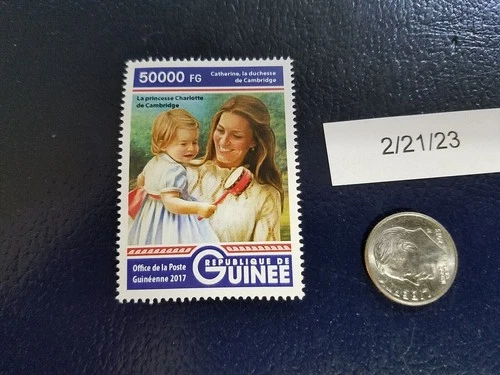 50000 FG
Catherine, la duchesse
de Cambridge
La princesse Charlotte
de Cambridge
Office de la Poste
Guinéenne 2017
REPUBLIQUE DE
GUINEE
2/21/23